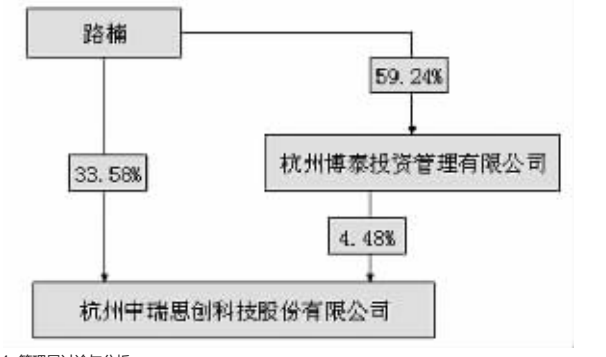 路楠
59.24%
33.58%
杭州博泰投资管理有限公司
4.48%
杭州中瑞思创科技股份有限公司